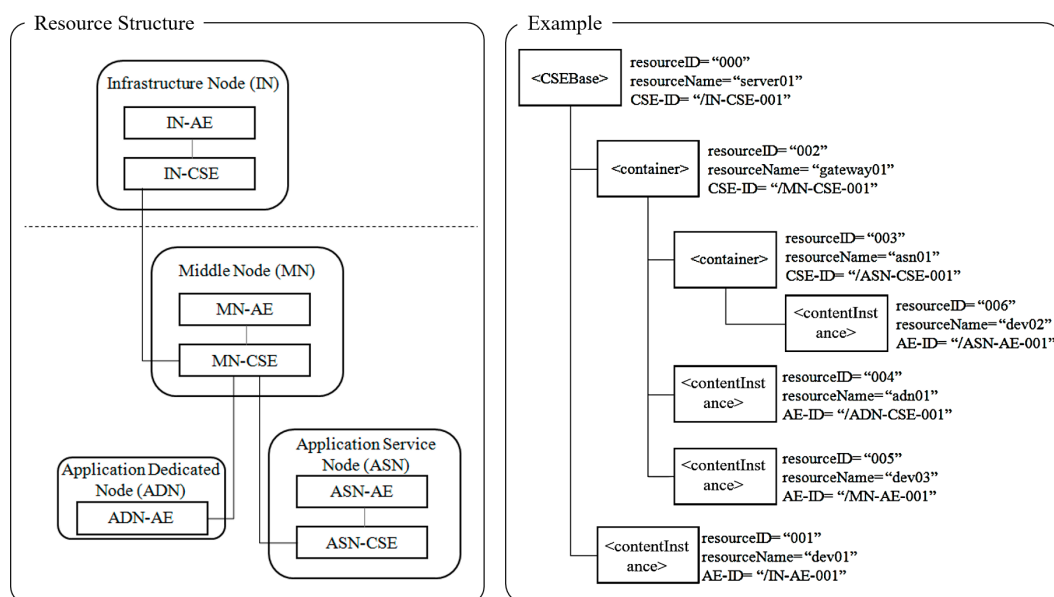 Resource Structure
Infrastructure Node (IN)
IN-AE
IN-CSE
Middle Node (MN)
MN-AE
MN-CSE
Application Dedicated
Node (ADN)
ADN-AE
Application Service
Node (ASN)
ASN-AE
ASN-CSE
Example
<CSEBase>
resourceID= “000”
resourceName= “server01”
CSE-ID= “/IN-CSE-001”
<container>
resourceID= “002”
resourceName= “gateway01”
CSE-ID= “/MN-CSE-001”
<container>
resourceID= “003”
resourceName= “asn01”
CSE-ID= “/ASN-CSE-001”
<contentInst
ance>
resourceID= “006”
resourceName= “dev02”
AE-ID= “/ASN-AE-001”
<contentInst
ance>
resourceID= “004”
resourceName= “adn01”
AE-ID= “/ADN-CSE-001”
<contentInst
ance>
resourceID= “005”
resourceName= “dev03”
AE-ID= “/MN-AE-001”
<contentInst
ance>
resourceID= “001”
resourceName= “dev01”
AE-ID= “/IN-AE-001”